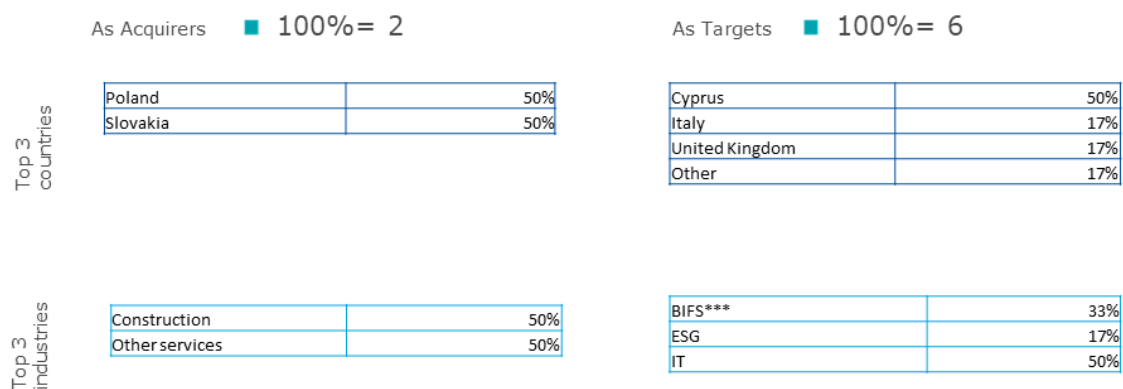 As Acquirers 100%= 2
As Targets 100%= 6
Top 3
countries
Poland 50%
Slovakia 50%
Cyprus 50%
Italy 17%
United Kingdom 17%
Other 17%
Top 3
industries
Construction 50%
Other services 50%
BIFS*** 33%
ESG 17%
IT 50%